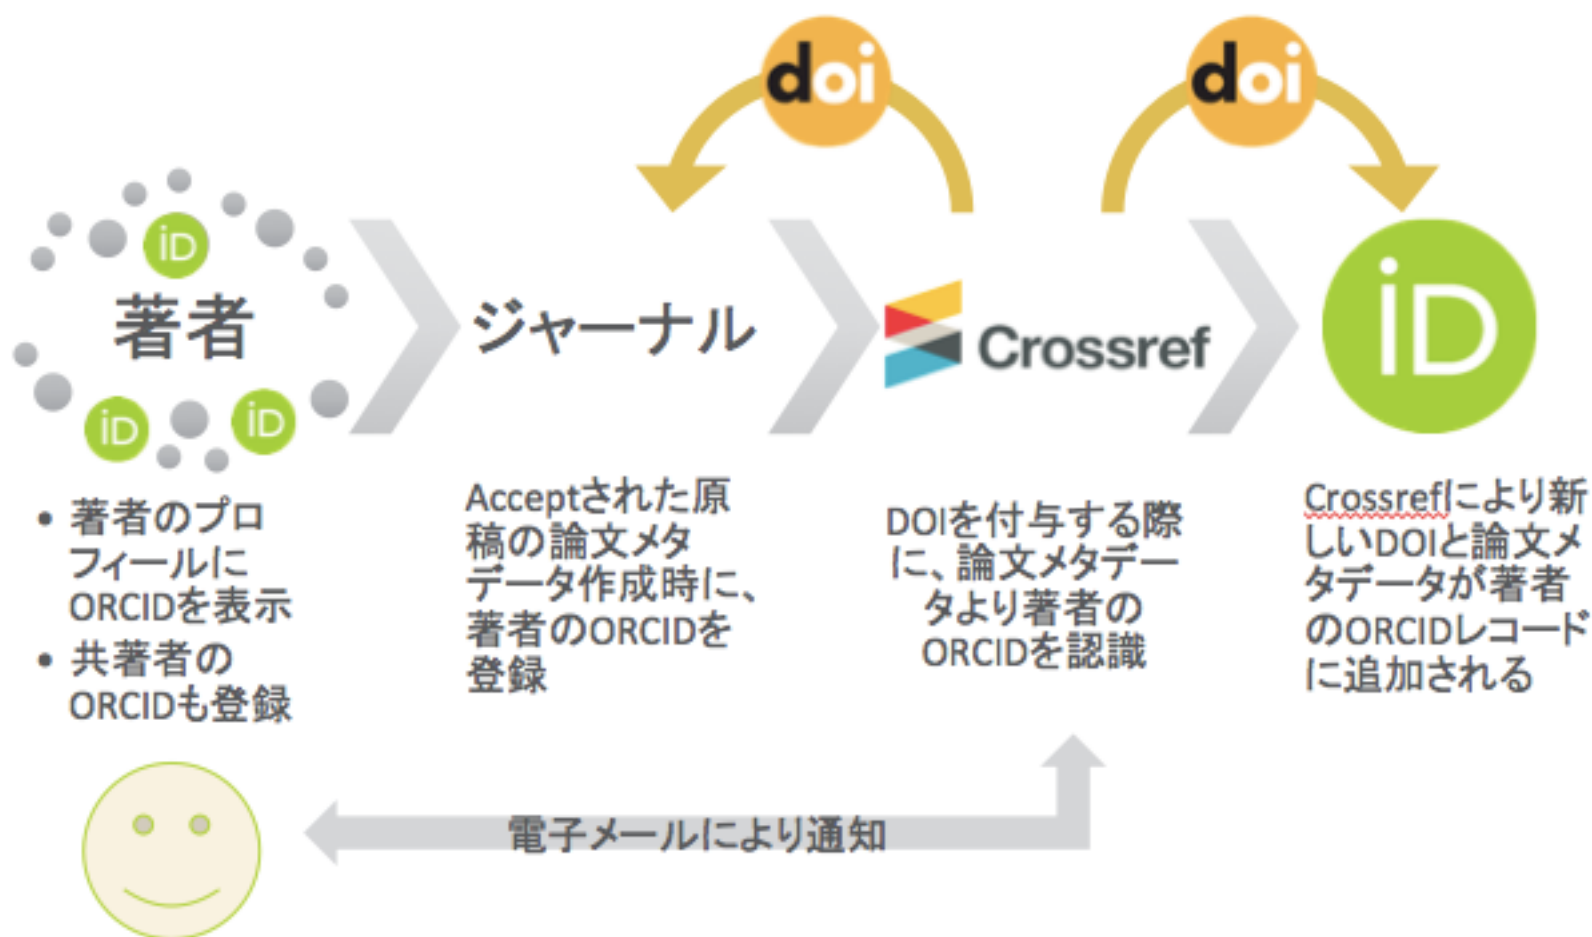 doi
doi
iD
著者
iD
iD
ジャーナル
Crossref
iD
• 著者のプロ
フィールに
ORCIDを表示
• 共著者の
ORCIDも登録
Acceptされた原
稿の論文メタ
データ作成時に、
著者のORCIDを
登録
DOIを付与する際
に、論文メタデー
タより著者の
ORCIDを認識
Crossrefにより新
しいDOIと論文メ
タデータが著者
のORCIDレコード
に追加される
電子メールにより通知